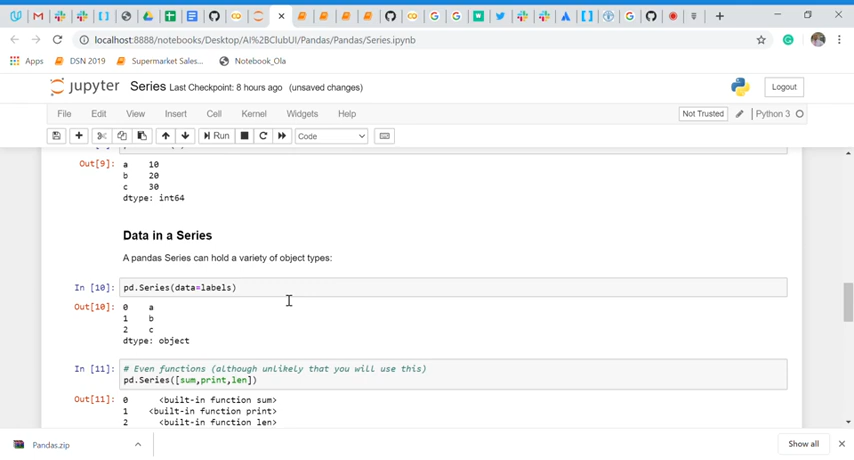 localhost:8888/notebooks/Desktop/AI%2BClubUI/Pandas/Pandas/Series.ipynb
Apps DSN 2019 Supermarket Sales... Notebook_Ola
jupyter Series Last Checkpoint: 8 hours ago (unsaved changes) Logout
File Edit View Insert Cell Kernel Widgets Help Not Trusted Python 3
Run Code
Out[9]: a 10
b 20
c 30
dtype: int64
Data in a Series
A pandas Series can hold a variety of object types:
In [10] pd.Series(data=labels)
Out[10]: 0 a
1 b
2 c
dtype: object
In [11] # Even functions (although unlikely that you will use this)
pd.Series([sum,print,len])
Out[11]: 0 <built-in function sum>
1 <built-in function print>
2 <built-in function len>
Pandas.zip Show all